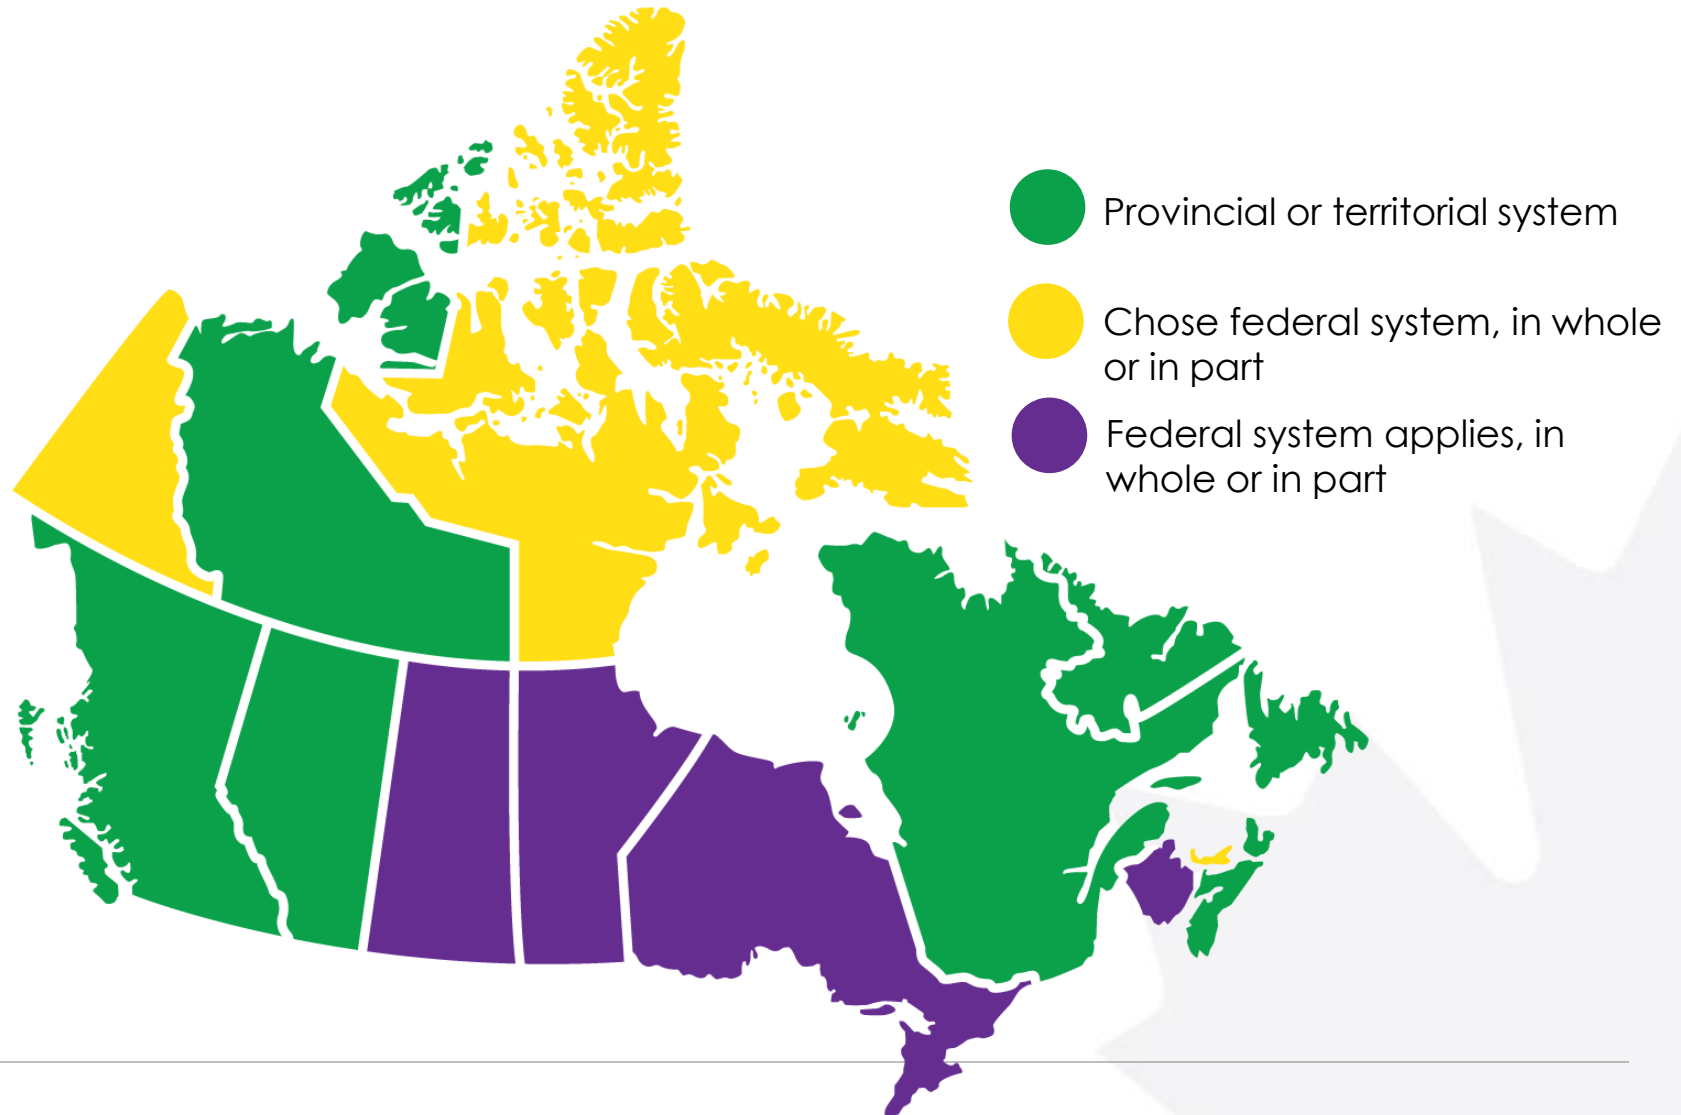 Provincial or territorial system
Chose federal system, in whole
or in part
Federal system applies, in
whole or in part